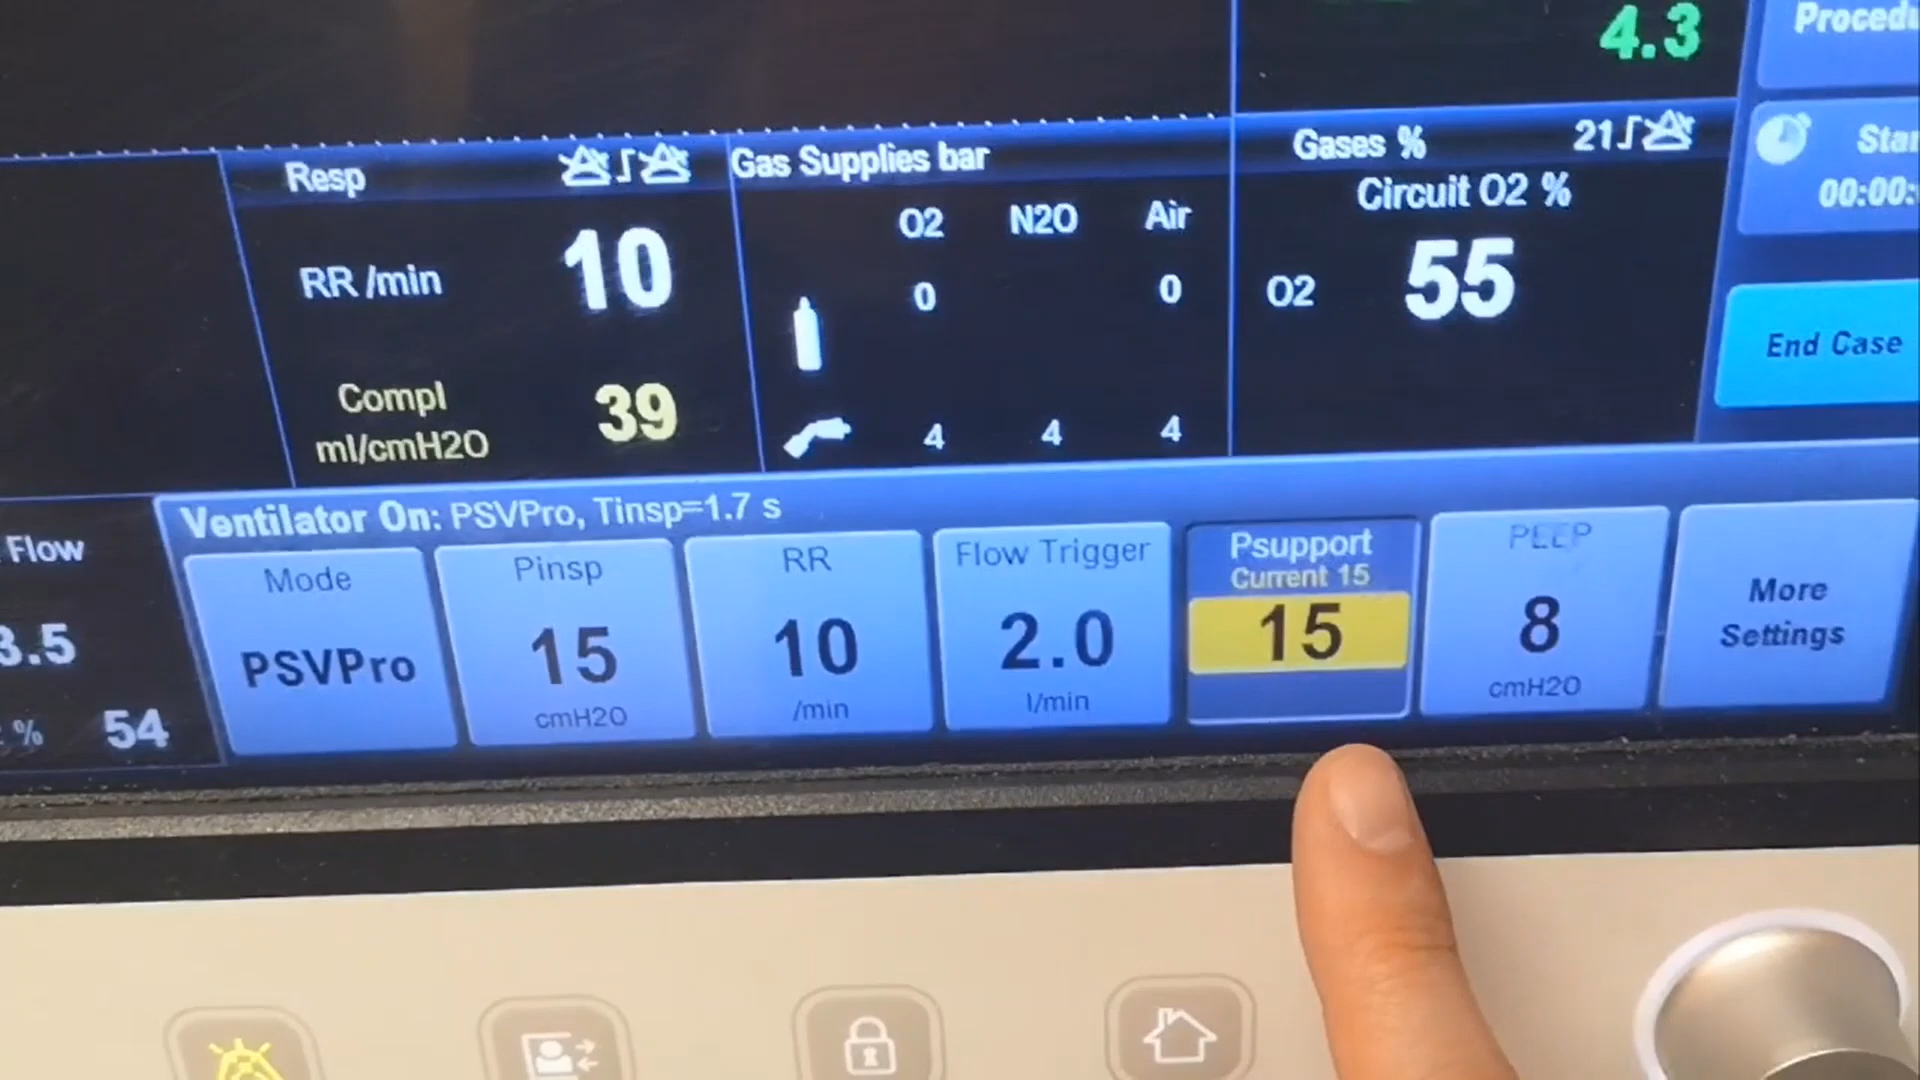 4.3
Procedu
Resp
Gas Supplies bar
Gases %
21
Star
00:00:
Circuit O2 %
O2 N2O Air
RR /min 10
0 0
O2 55
End Case
Compl
ml/cmH2O
39
4 4 4
Ventilator On: PSVPro, Tinsp=1.7 s
Flow
3.5
% 54
Mode
PSVPro
Pinsp
15
cmH2O
RR
10
/min
Flow Trigger
2.0
l/min
Psupport
Current 15
15
PEEP
8
cmH2O
More
Settings